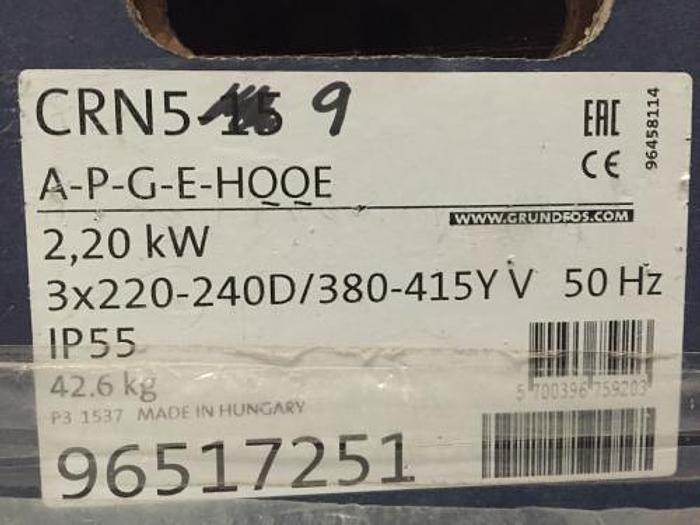 CRN5-15 9
EAC
CE
96458114
A-P-G-E-HQQE
WWW.GRUNDFOS.COM
2,20 kW
3x220-240D/380-415Y V 50 Hz
IP55
42.6 kg
5 700396 759203
P3 1537 MADE IN HUNGARY
96517251